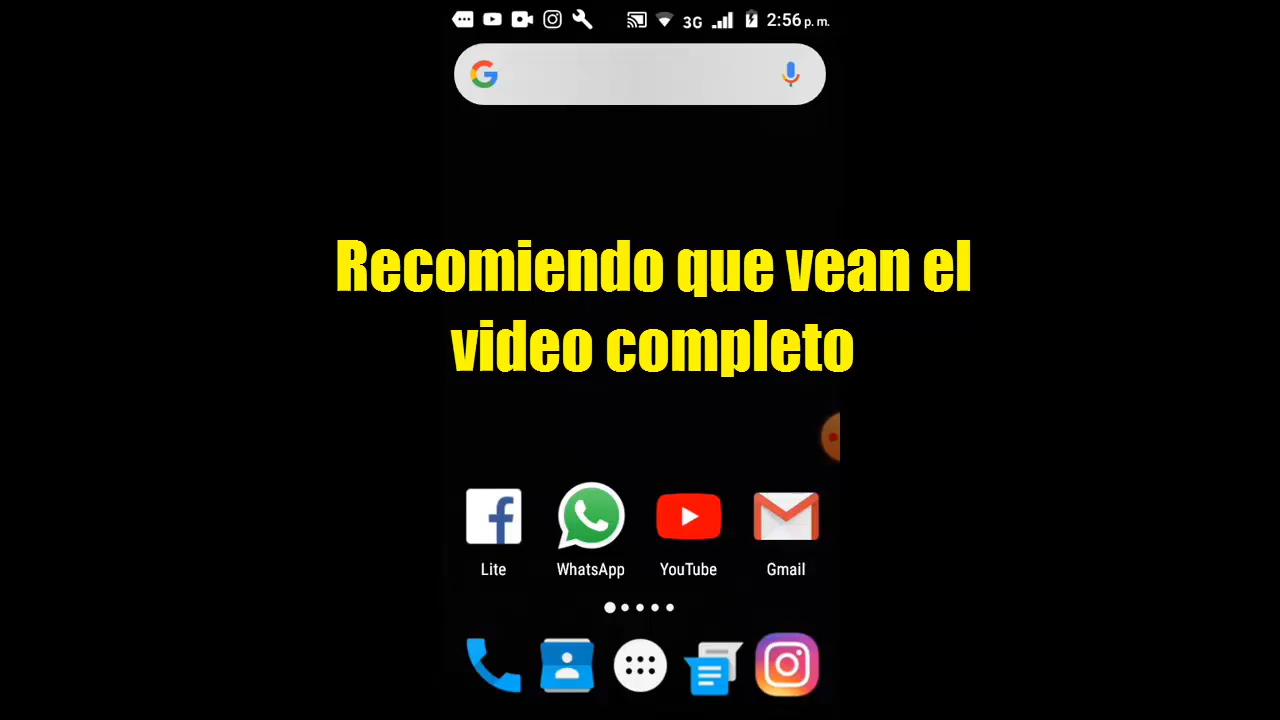 3G 2:56 p. m.
G
Recomiendo que vean el
video completo
Lite WhatsApp YouTube Gmail